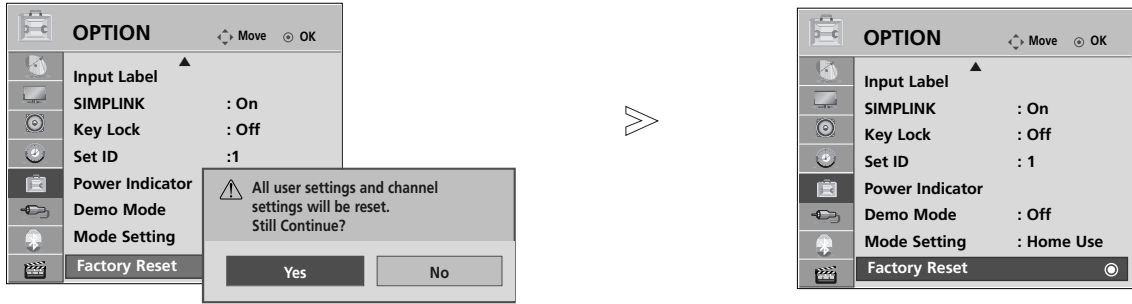 OPTION Move OK
Input Label
SIMPLINK : On
Key Lock : Off
Set ID :1
Power Indicator
Demo Mode
Mode Setting
Factory Reset
All user settings and channel
settings will be reset.
Still Continue?
Yes No
OPTION Move OK
Input Label
SIMPLINK : On
Key Lock : Off
Set ID : 1
Power Indicator
Demo Mode : Off
Mode Setting : Home Use
Factory Reset